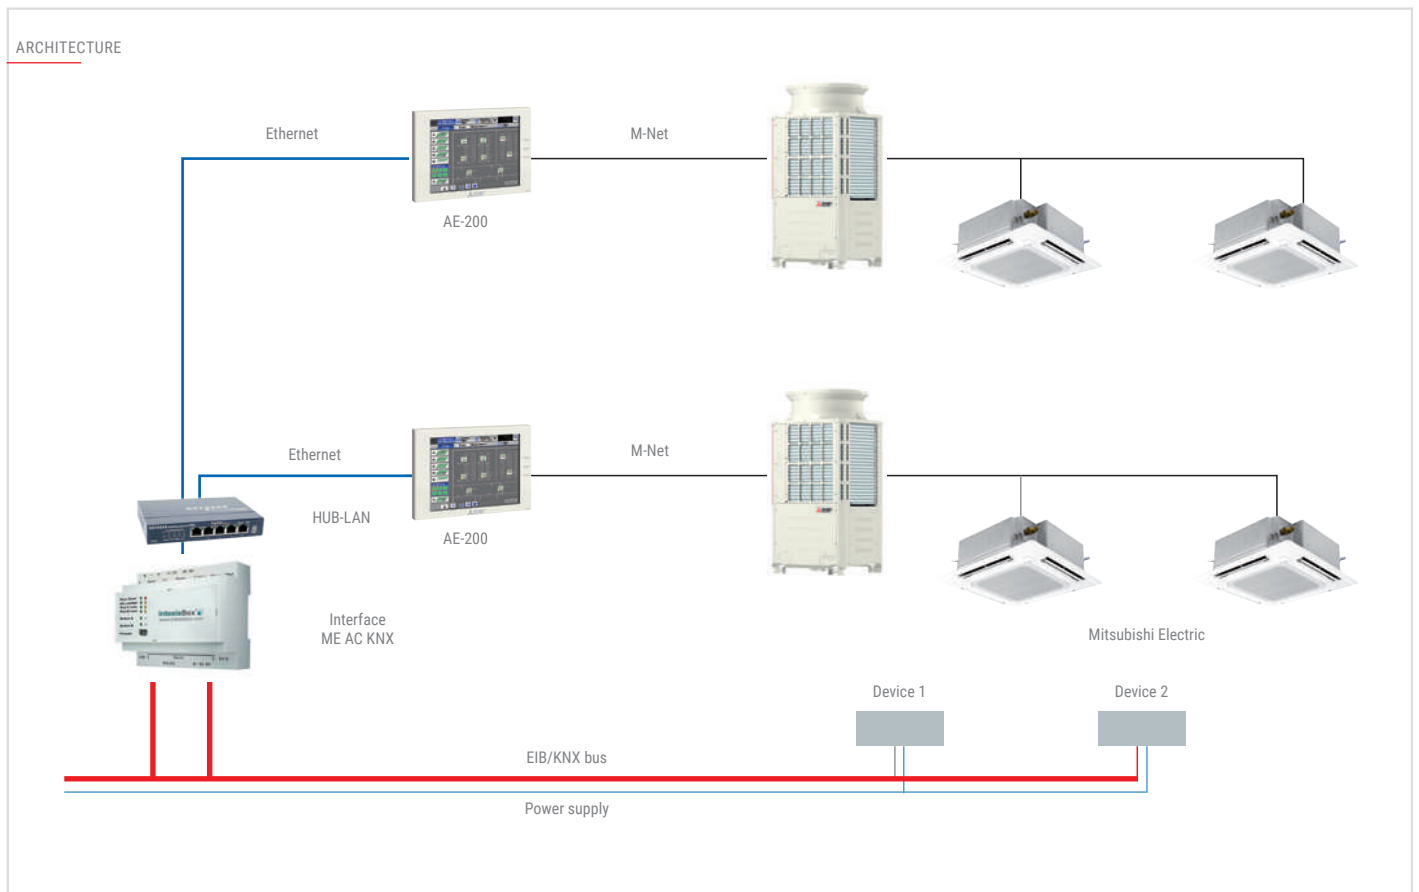 ARCHITECTURE
Ethernet
M-Net
AE-200
Ethernet
M-Net
HUB-LAN
AE-200
IntesisBox
Interface
ME AC KNX
Mitsubishi Electric
Device 1
Device 2
EIB/KNX bus
Power supply